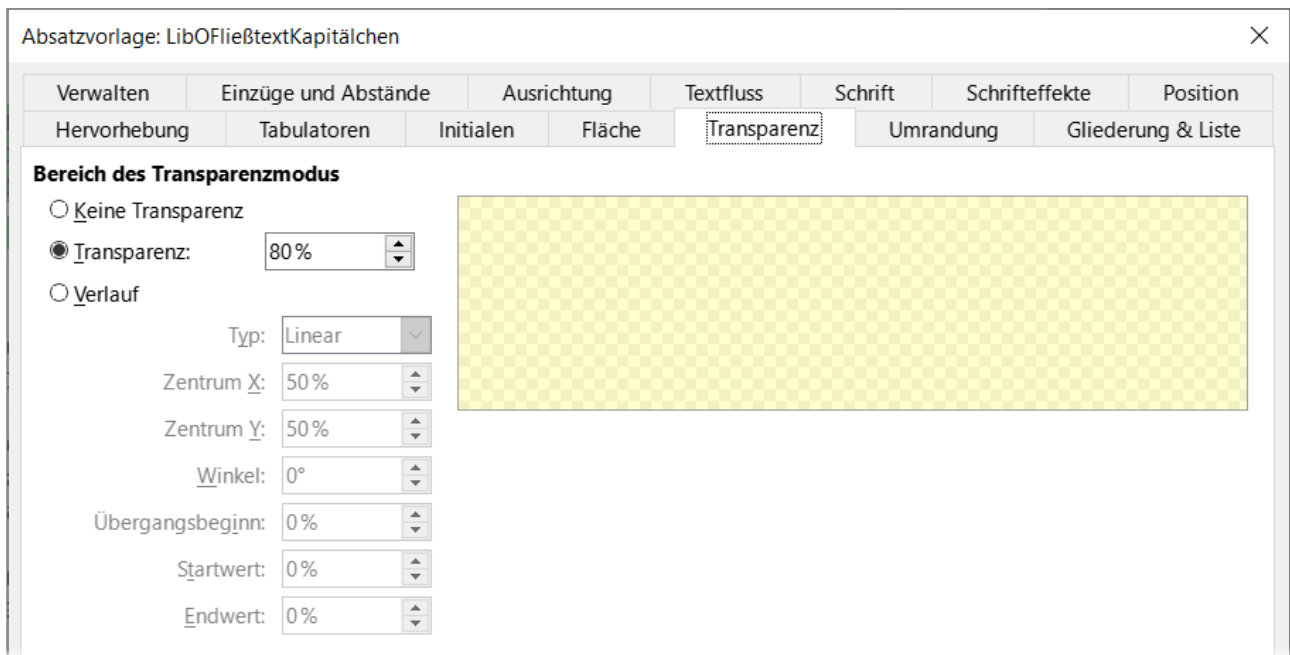 Absatzvorlage: LibOFließtextKapitälchen
Verwalten Einzüge und Abstände Ausrichtung Textfluss Schrift Schrifteffekte Position
Hervorhebung Tabulatoren Initialen Fläche Transparenz Umrandung Gliederung & Liste
Bereich des Transparenzmodus
Keine Transparenz
Transparenz: 80%
Verlauf
Typ: Linear
Zentrum X: 50%
Zentrum Y: 50%
Winkel: 0°
Übergangsbeginn: 0%
Startwert: 0%
Endwert: 0%